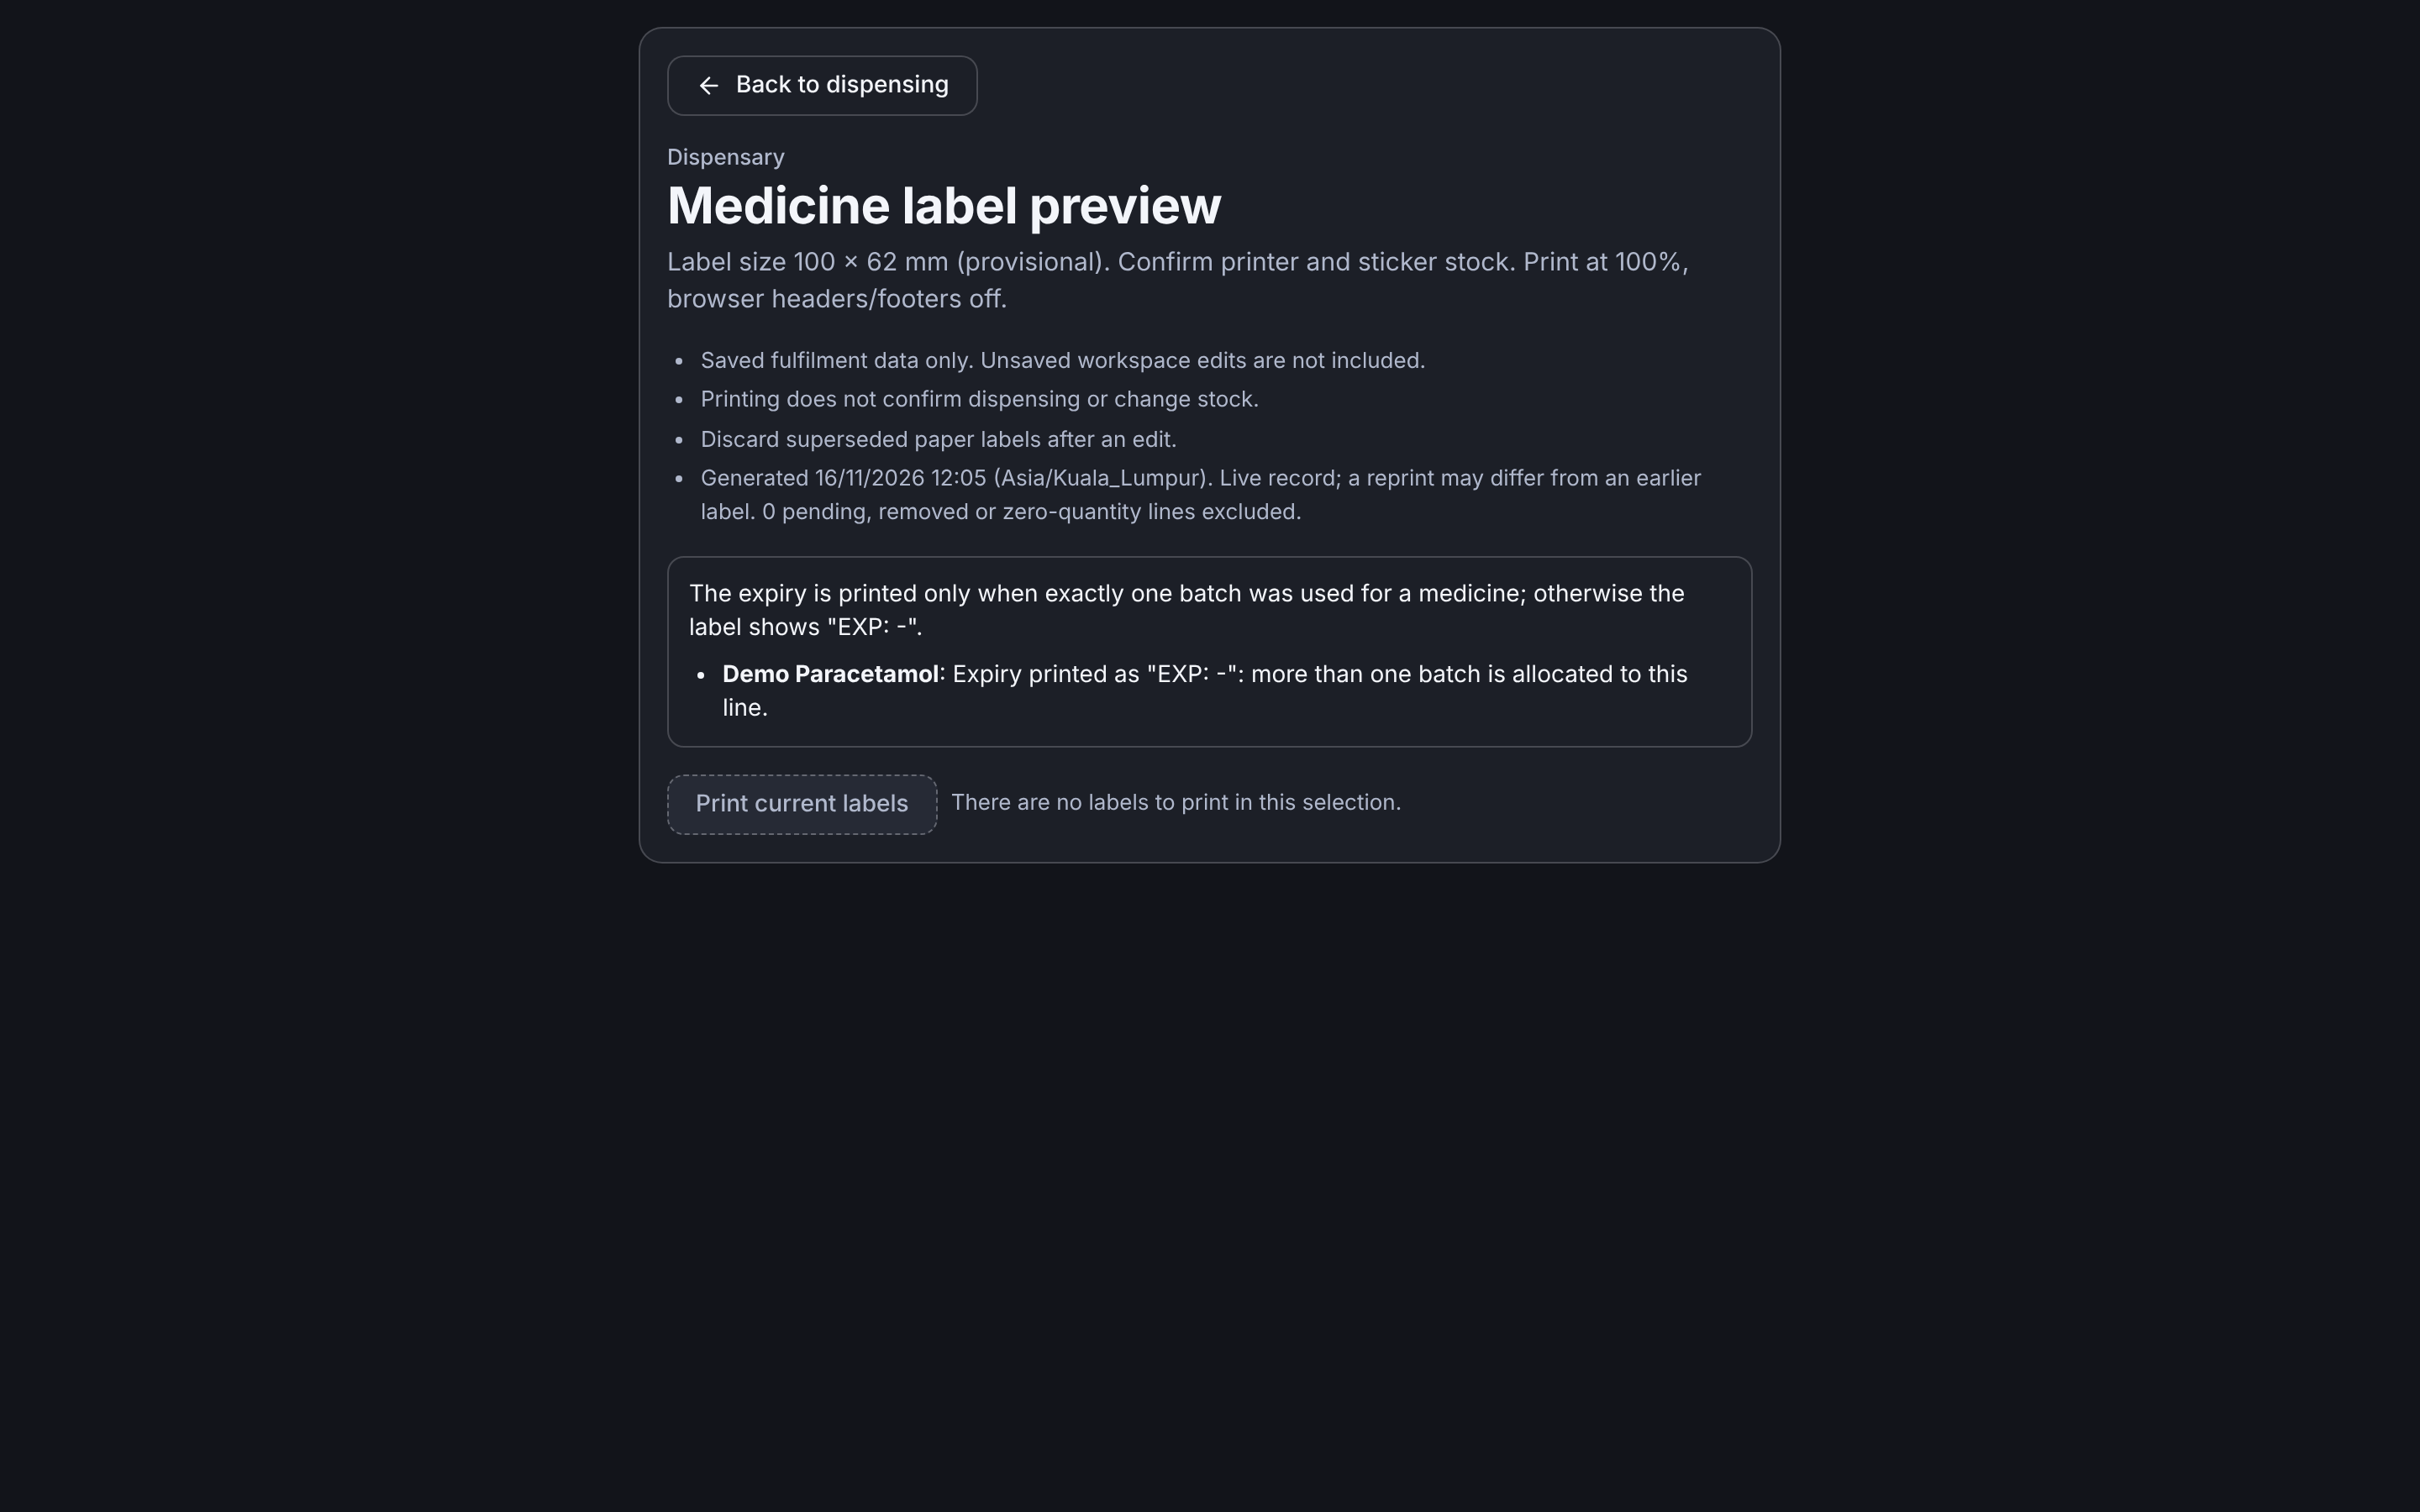 Back to dispensing
Dispensary
Medicine label preview
Label size 100 × 62 mm (provisional). Confirm printer and sticker stock. Print at 100%,
browser headers/footers off.
• Saved fulfilment data only. Unsaved workspace edits are not included.
• Printing does not confirm dispensing or change stock.
• Discard superseded paper labels after an edit.
• Generated 16/11/2026 12:05 (Asia/Kuala_Lumpur). Live record; a reprint may differ from an earlier
label. 0 pending, removed or zero-quantity lines excluded.
The expiry is printed only when exactly one batch was used for a medicine; otherwise the
label shows "EXP: -".
• Demo Paracetamol: Expiry printed as "EXP: -": more than one batch is allocated to this
line.
Print current labels There are no labels to print in this selection.